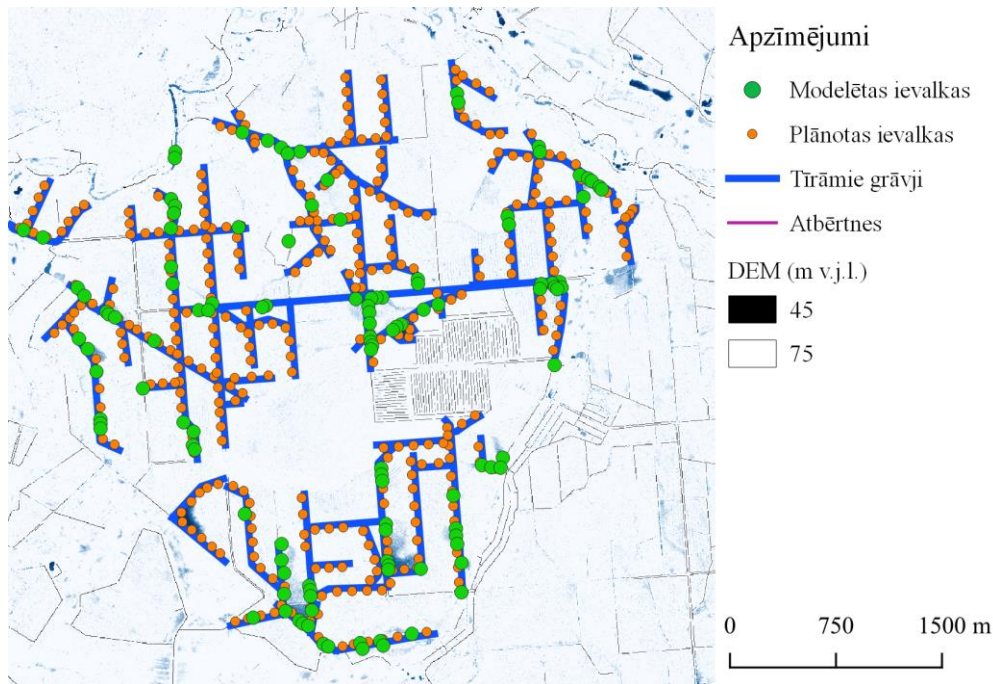 Apzīmējumi
Modelētas ievalkas
Plānotas ievalkas
Tīrāmie grāvji
Atbērtnes
DEM (m v.j.l.)
45
75
0 750 1500 m